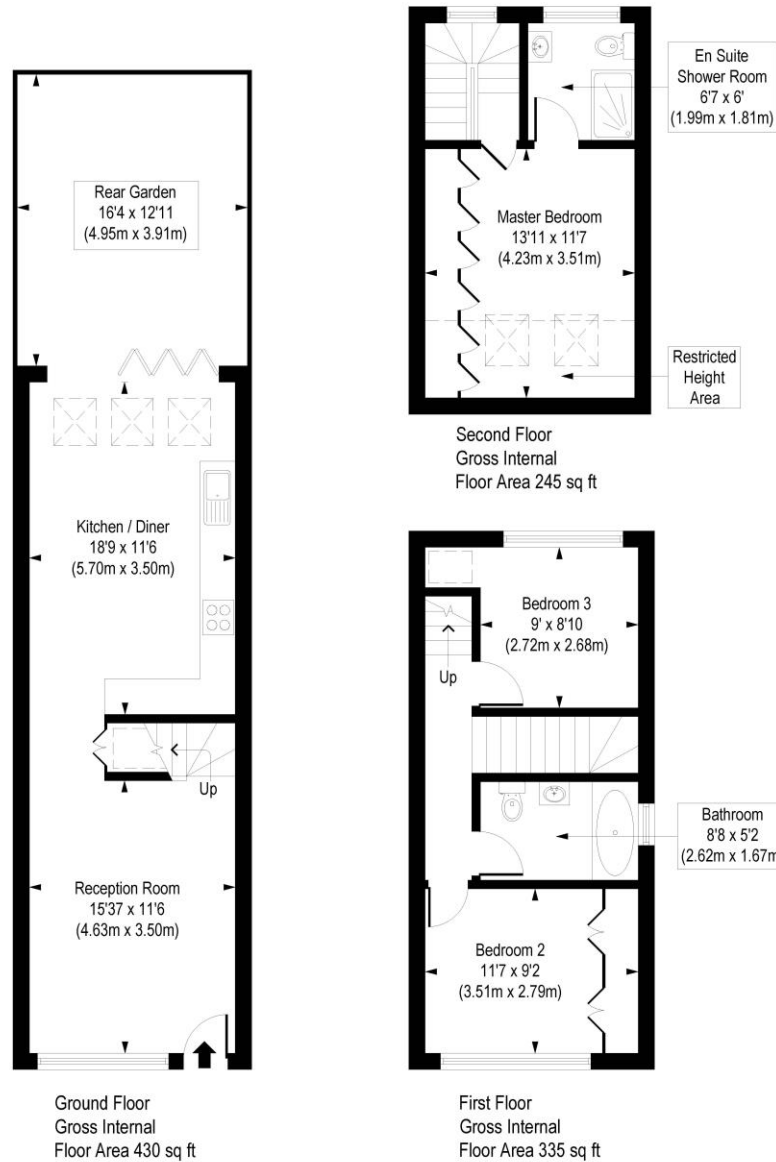 Rear Garden
16'4 x 12'11
(4.95m x 3.91m)
Kitchen / Diner
18'9 x 11'6
(5.70m x 3.50m)
Up
Reception Room
15'37 x 11'6
(4.63m x 3.50m)
Ground Floor
Gross Internal
Floor Area 430 sq ft
En Suite
Shower Room
6'7 x 6'
(1.99m x 1.81m)
Master Bedroom
13'11 x 11'7
(4.23m x 3.51m)
Restricted
Height
Area
Second Floor
Gross Internal
Floor Area 245 sq ft
Bedroom 3
9' x 8'10
(2.72m x 2.68m)
Up
Bathroom
8'8 x 5'2
(2.62m x 1.67m
Bedroom 2
11'7 x 9'2
(3.51m x 2.79m)
First Floor
Gross Internal
Floor Area 335 sq ft